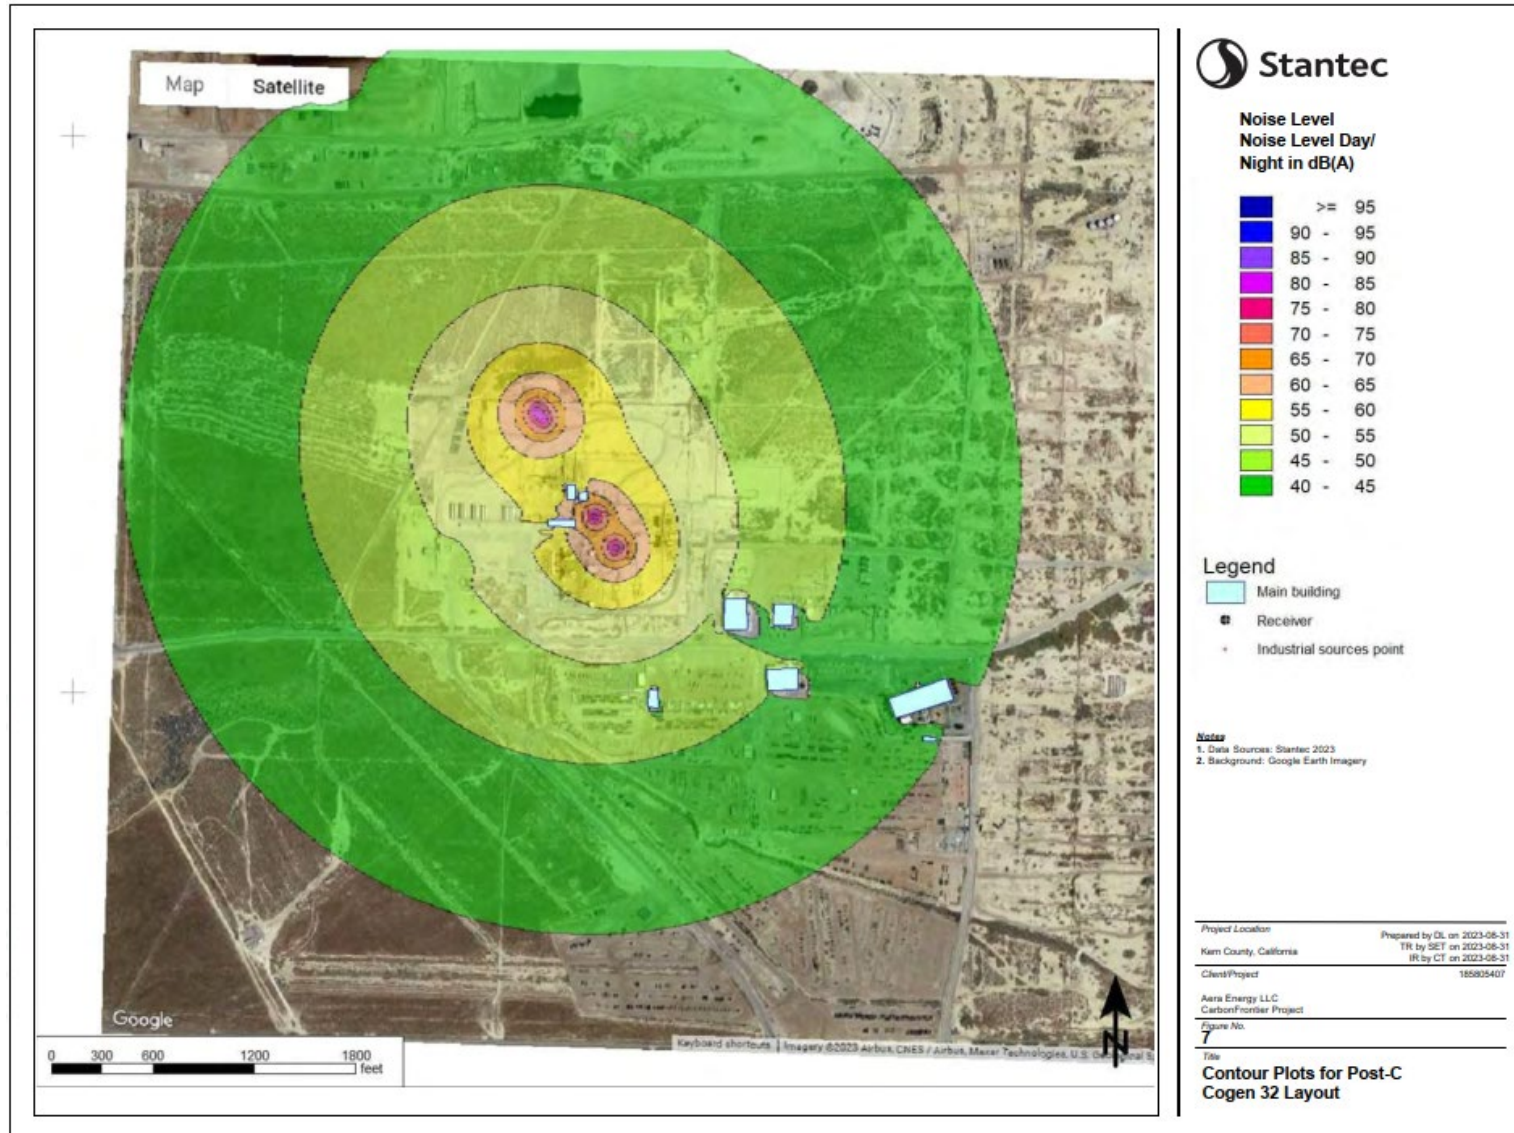 Map Satellite
Google
Keyboard shortcuts Imagery ©2023 Airbus, CNES / Airbus, Maxar Technologies, U.S. Geological S
0 300 600 1200 1800
feet
N
Stantec
Noise Level
Noise Level Day/
Night in dB(A)
>= 95
90 - 95
85 - 90
80 - 85
75 - 80
70 - 75
65 - 70
60 - 65
55 - 60
50 - 55
45 - 50
40 - 45
Legend
Main building
Receiver
Industrial sources point
Notes
1. Data Sources: Stantec 2023
2. Background: Google Earth Imagery
Project Location
Kern County, California
Prepared by DL on 2023-08-31
TR by SET on 2023-08-31
IR by CT on 2023-08-31
Client/Project
185805407
Aera Energy LLC
CarbonFrontier Project
Figure No.
7
Title
Contour Plots for Post-C
Cogen 32 Layout